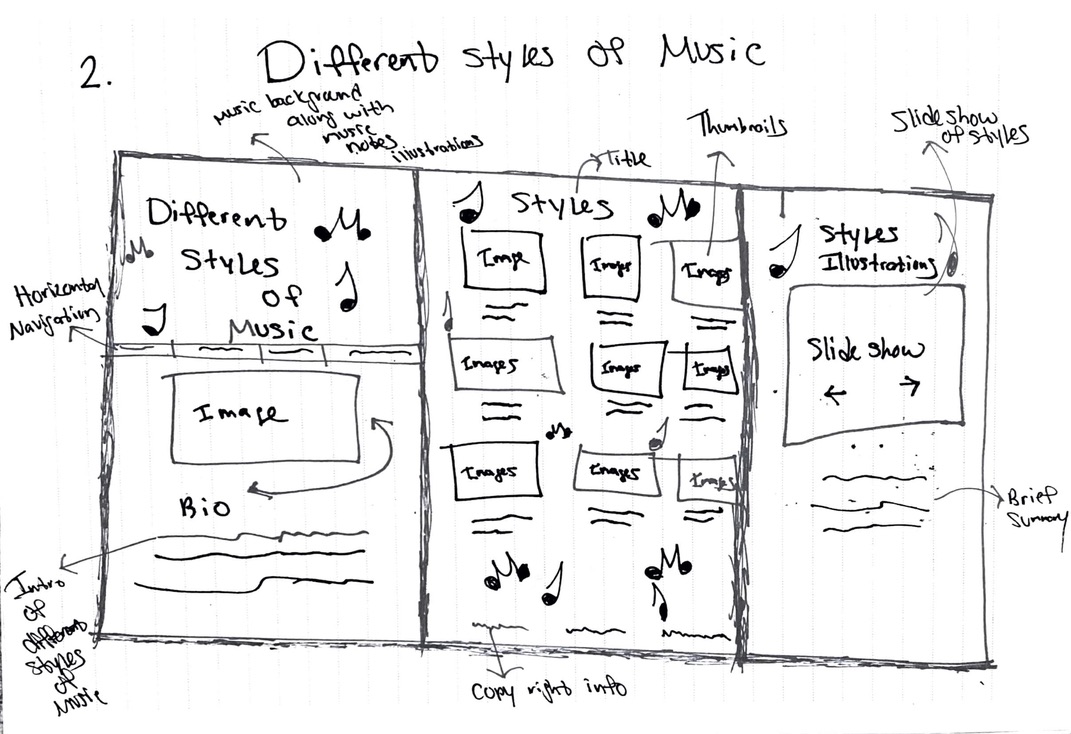 2.
Different Styles of Music
Music background
along with
music
notes
illustrations
Thumbnails
Slide show
of styles
Title
Different
Styles
of
Music
Horizontal
Navigation
Image
Bio
Intro
of
different
styles
of
Music
Styles
Image
Images
Images
Images
Images
Images
Images
Images
Images
Copy right info
Styles
Illustrations
Slide show
Brief
Summary